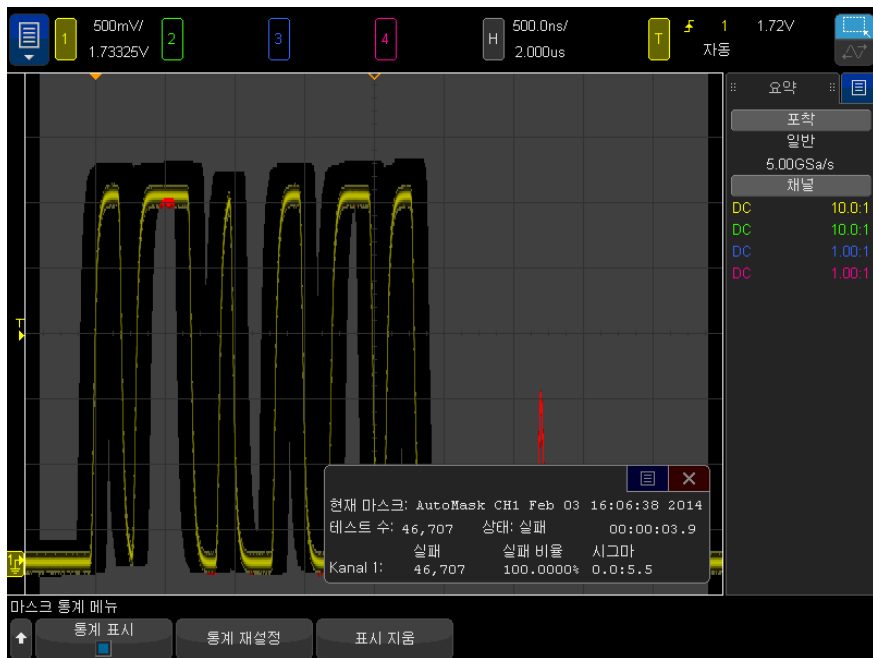 1 500mV/ 1.73325V 2 3 4 H 500.0ns/ 2.000us T 1 1.72V 자동
요약
포착
일반
5.00GSa/s
채널
DC 10.0:1
DC 10.0:1
DC 1.00:1
DC 1.00:1
T
1
현재 마스크: AutoMask CH1 Feb 03 16:06:38 2014
테스트 수: 46,707 상태: 실패 00:00:03.9
실패 실패 비율 시그마
Kanal 1: 46,707 100.0000% 0.0:5.5
마스크 통계 메뉴
통계 표시 통계 재설정 표시 지움